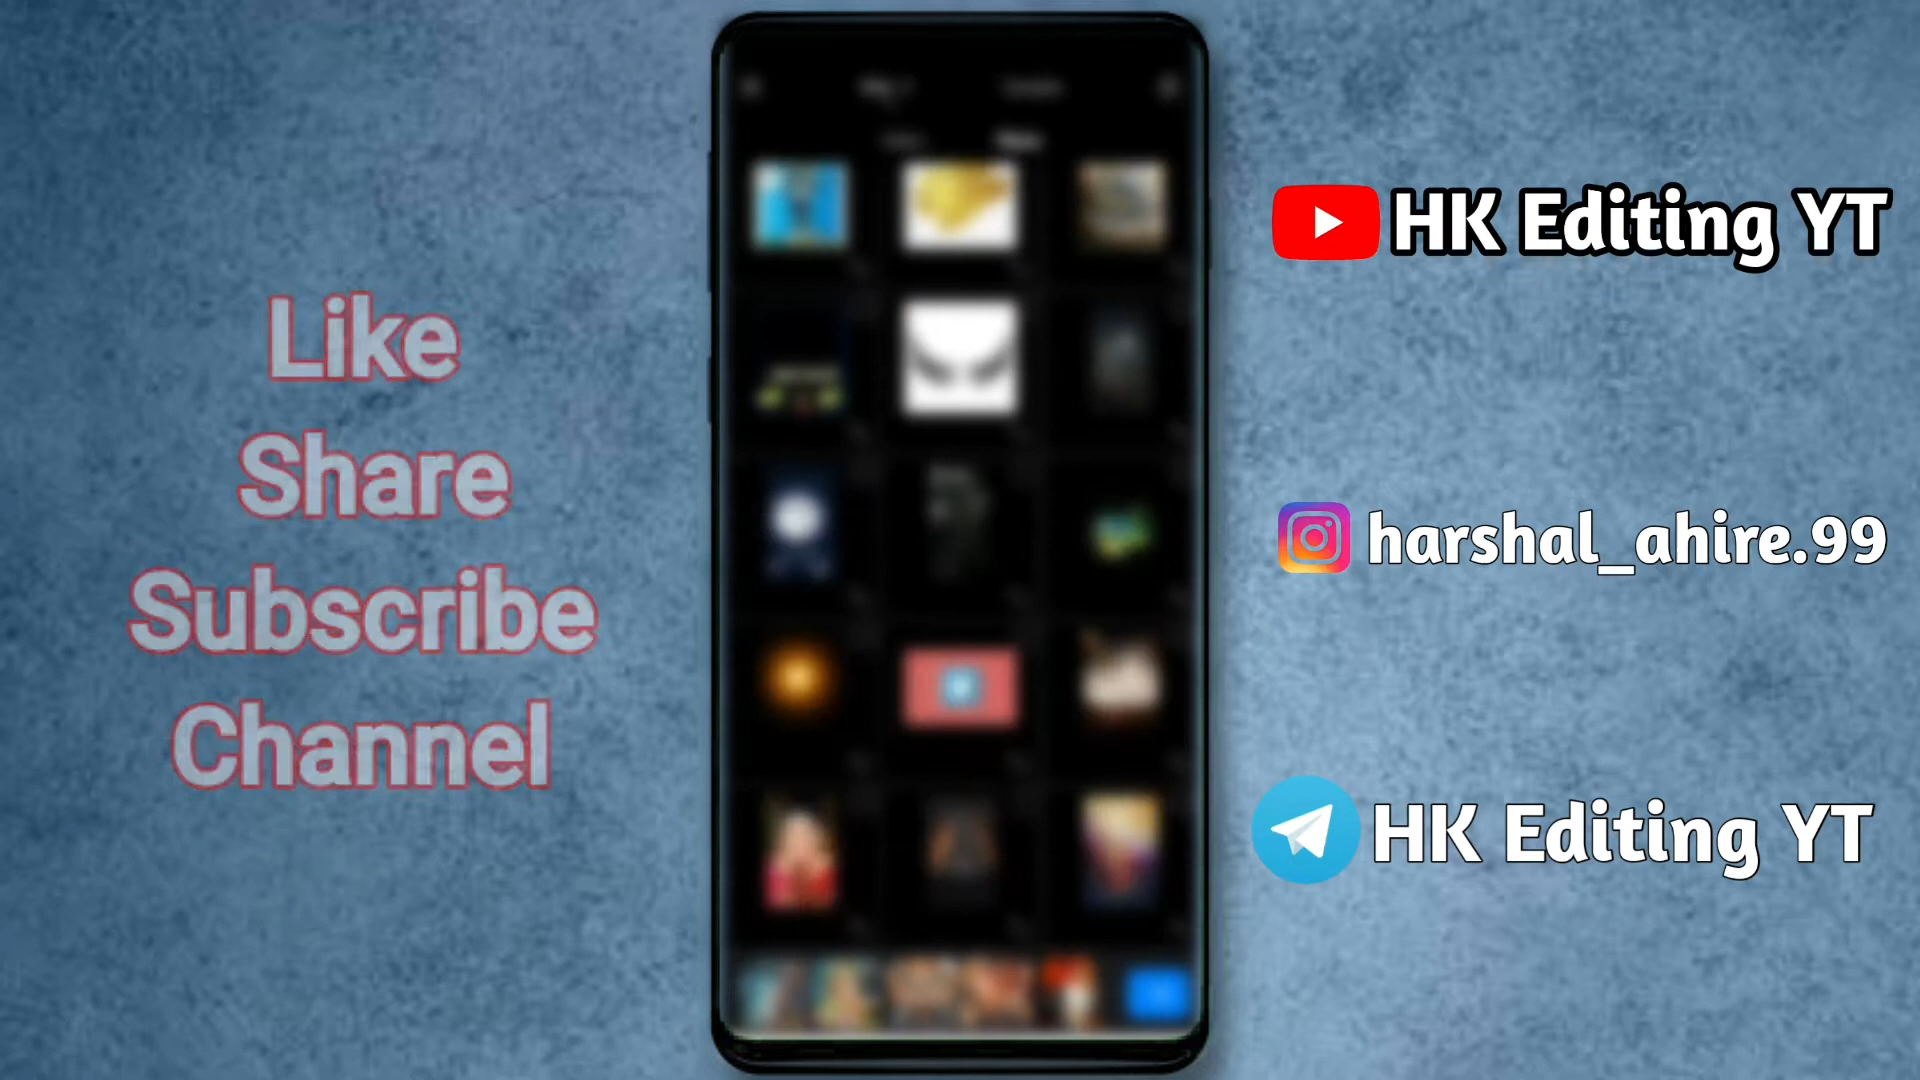 Like
Share
Subscribe
Channel
HK Editing YT
harshal_ahire.99
HK Editing YT